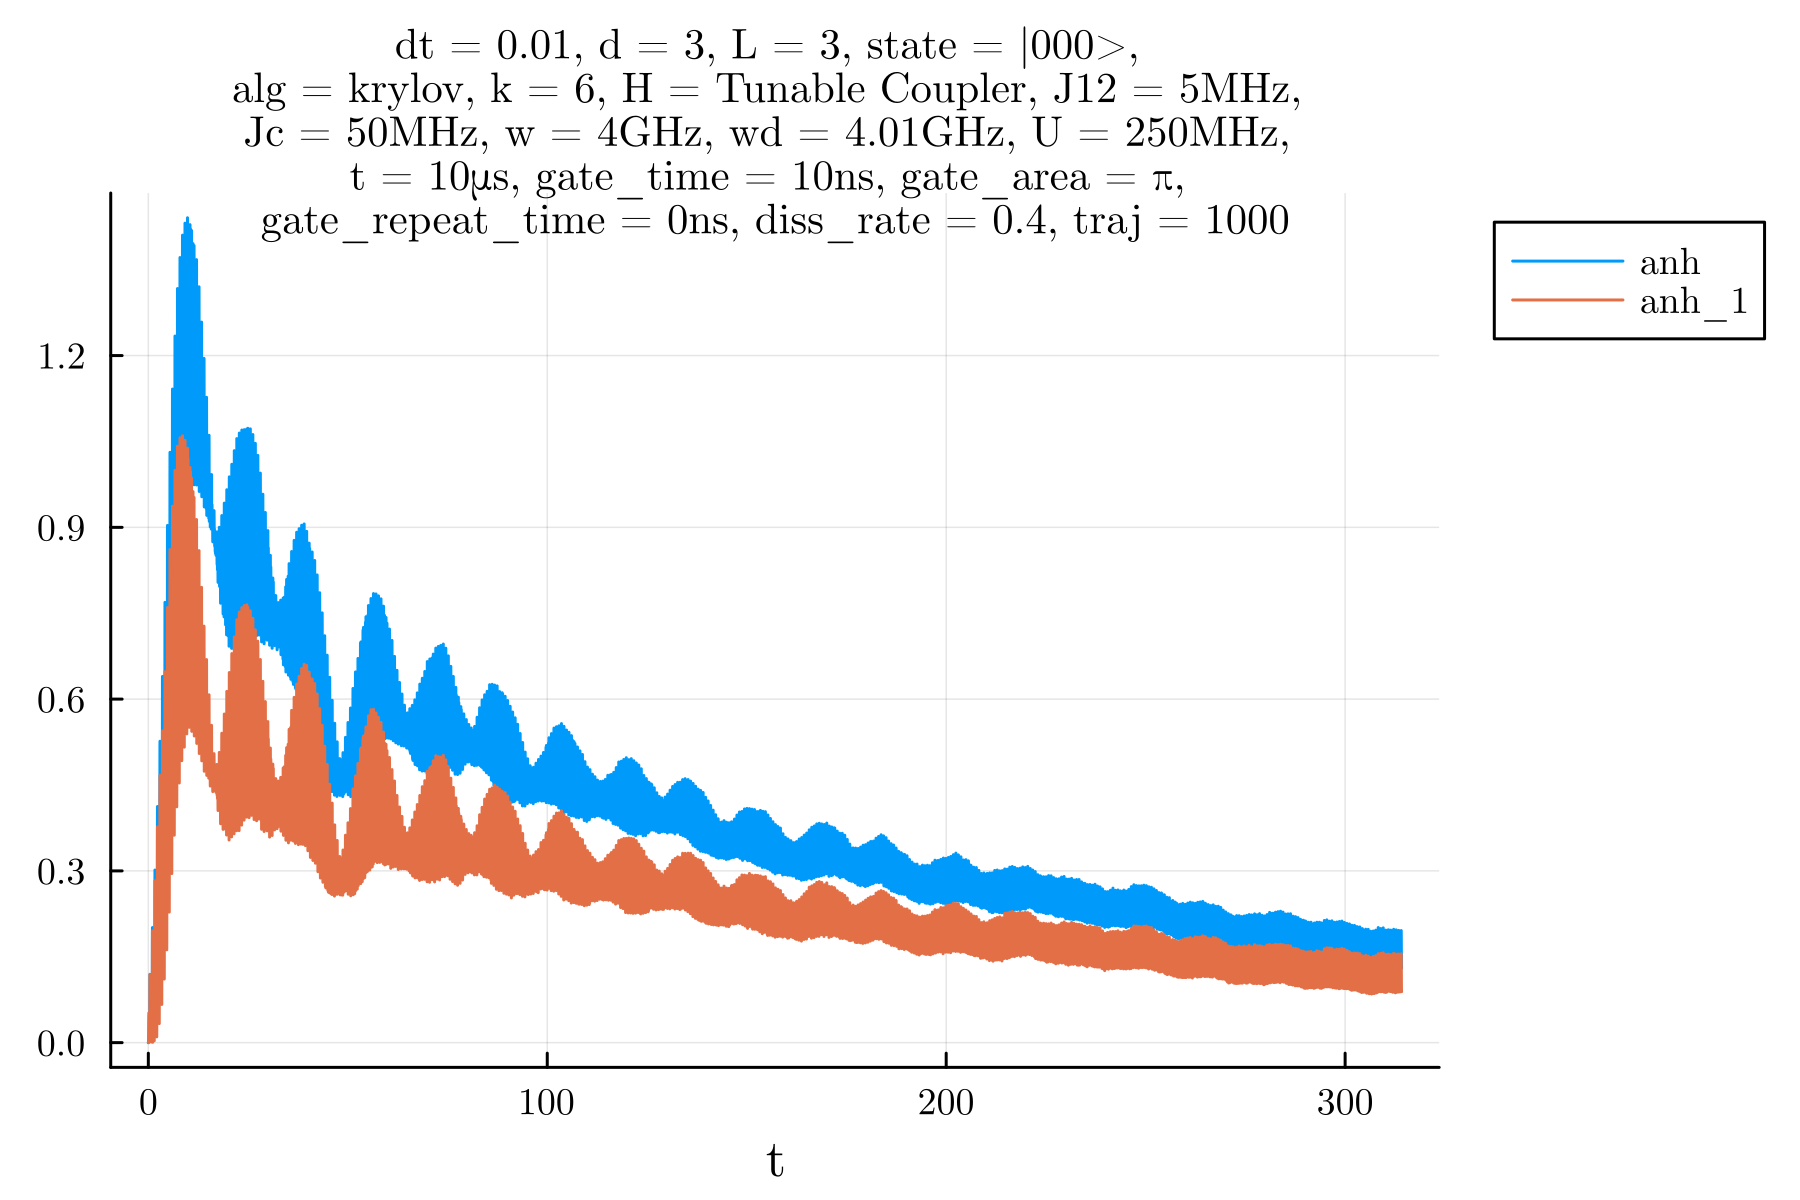 dt = 0.01, d = 3, L = 3, state = |000>,
alg = krylov, k = 6, H = Tunable Coupler, J12 = 5MHz,
Jc = 50MHz, w = 4GHz, wd = 4.01GHz, U = 250MHz,
t = 10μs, gate_time = 10ns, gate_area = π,
gate_repeat_time = 0ns, diss_rate = 0.4, traj = 1000
anh
anh_1
1.2
0.9
0.6
0.3
0.0
0 100 200 300
t